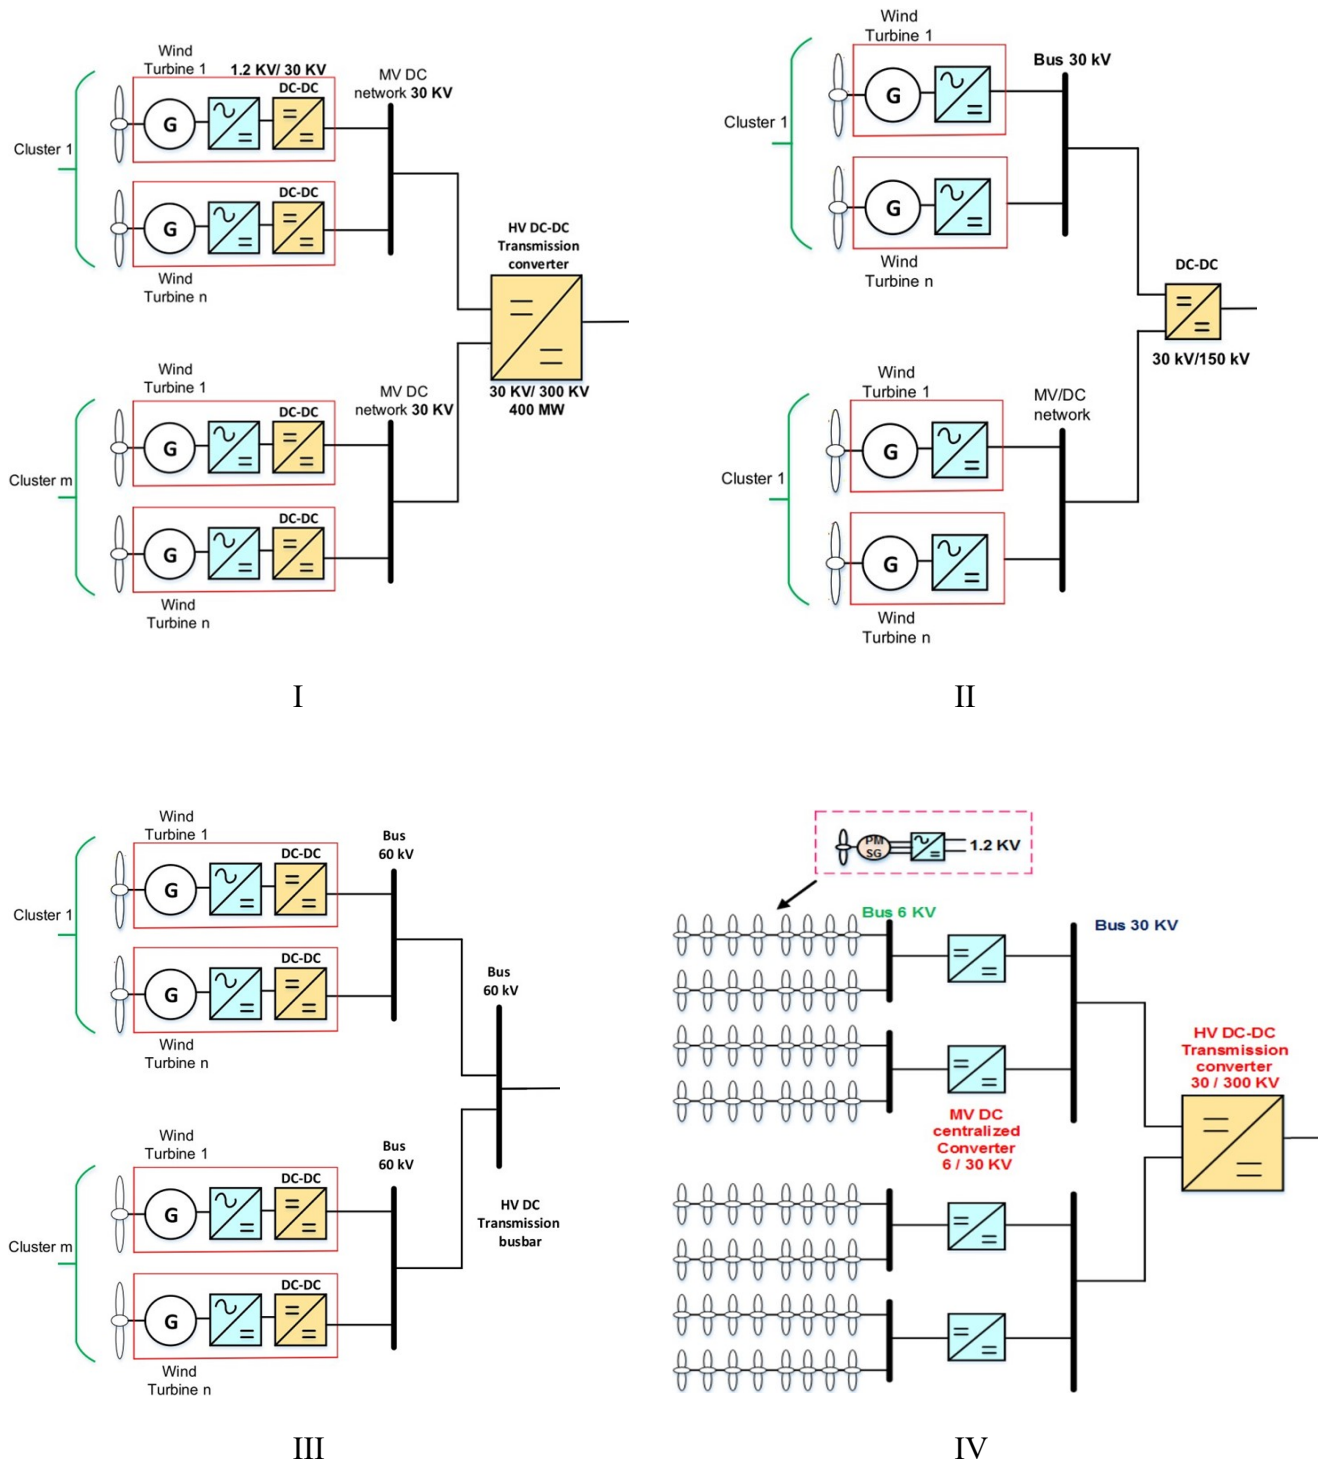 Wind
Turbine 1
1.2 KV/ 30 KV
DC-DC
MV DC
network 30 KV
G
Cluster 1
DC-DC
G
Wind
Turbine n
HV DC-DC
Transmission
converter
30 KV/ 300 KV
400 MW
Wind
Turbine 1
MV DC
network 30 KV
DC-DC
G
Cluster m
DC-DC
G
Wind
Turbine n
I
Wind
Turbine 1
Bus 30 kV
G
Cluster 1
G
Wind
Turbine n
DC-DC
30 kV/150 kV
Wind
Turbine 1
MV/DC
network
G
Cluster 1
G
Wind
Turbine n
II
Wind
Turbine 1
Bus
60 kV
DC-DC
G
Cluster 1
DC-DC
G
Wind
Turbine n
Bus
60 kV
Wind
Turbine 1
Bus
60 kV
DC-DC
G
HV DC
Transmission
busbar
Cluster m
DC-DC
G
Wind
Turbine n
III
PM
SG
1.2 KV
Bus 6 KV
Bus 30 KV
HV DC-DC
Transmission
converter
30 / 300 KV
MV DC
centralized
Converter
6 / 30 KV
IV